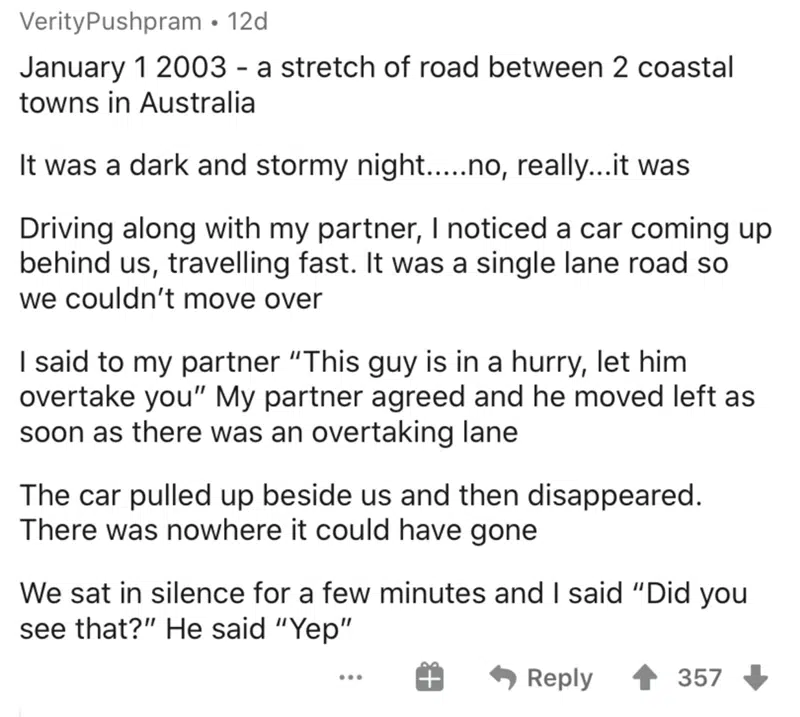 VerityPushpram • 12d
January 1 2003 - a stretch of road between 2 coastal
towns in Australia
It was a dark and stormy night.....no, really...it was
Driving along with my partner, I noticed a car coming up
behind us, travelling fast. It was a single lane road so
we couldn’t move over
I said to my partner “This guy is in a hurry, let him
overtake you” My partner agreed and he moved left as
soon as there was an overtaking lane
The car pulled up beside us and then disappeared.
There was nowhere it could have gone
We sat in silence for a few minutes and I said “Did you
see that?” He said “Yep”
... Reply 357